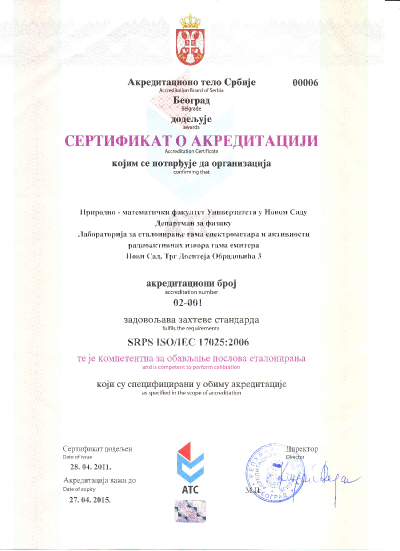 Акредитационо тело Србије
00006
Accreditation Board of Serbia
Београд
Belgrade
додељује
awards
СЕРТИФИКАТ О АКРЕДИТАЦИЈИ
Accreditation Certificate
којим се потврђује да организација
confirming that
Природно - математички факултет Универзитета у Новом Саду
Департман за физику
Лабораторија за еталонирање гама спектрометара и активности
радиоактивних извора гама емитера
Нови Сад, Трг Доситеја Обрадовића 3
акредитациони број
accreditation number
02-001
задовољава захтеве стандарда
fulfils the requirements
SRPS ISO/IEC 17025:2006
те је компетентна за обављање послова еталонирања
and is competent to perform calibration
који су специфицирани у обиму акредитације
as specified in the scope of accreditation
Сертификат додељен
Date of issue
28. 04. 2011.
Акредитација важи до
Date of expiry
27. 04. 2015.
АТС
М.П.
Директор
Director